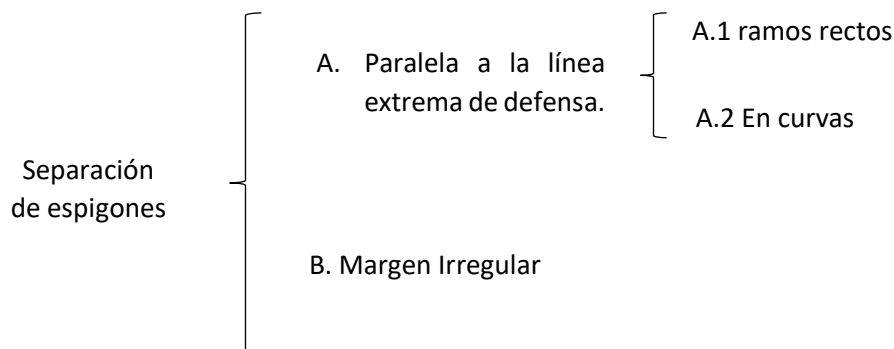 Separación
de espigones
A. Paralela a la línea
extrema de defensa.
A.1 ramos rectos
A.2 En curvas
B. Margen Irregular